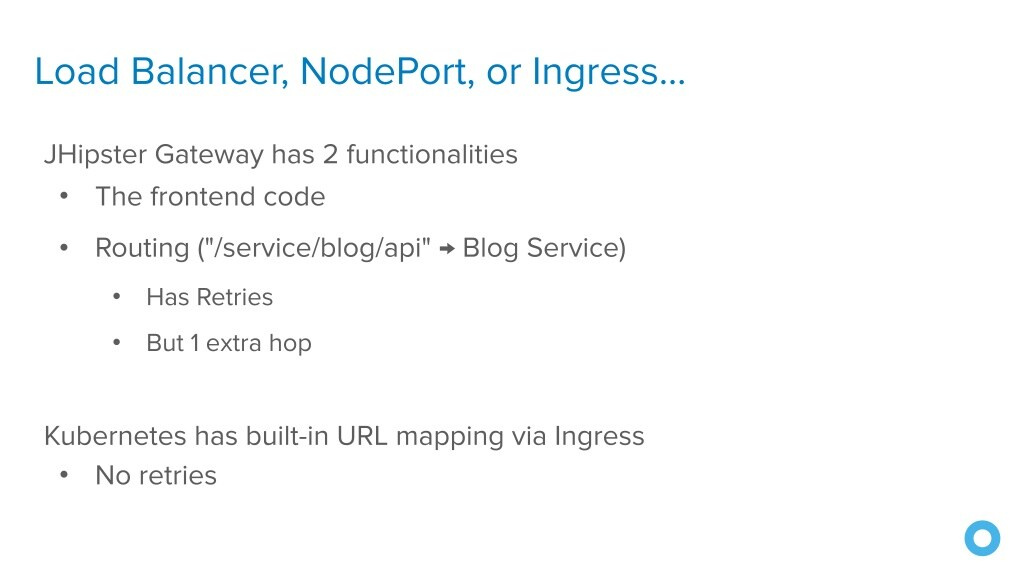 Load Balancer, NodePort, or Ingress...
JHipster Gateway has 2 functionalities
• The frontend code
• Routing ("/service/blog/api" → Blog Service)
• Has Retries
• But 1 extra hop
Kubernetes has built-in URL mapping via Ingress
• No retries